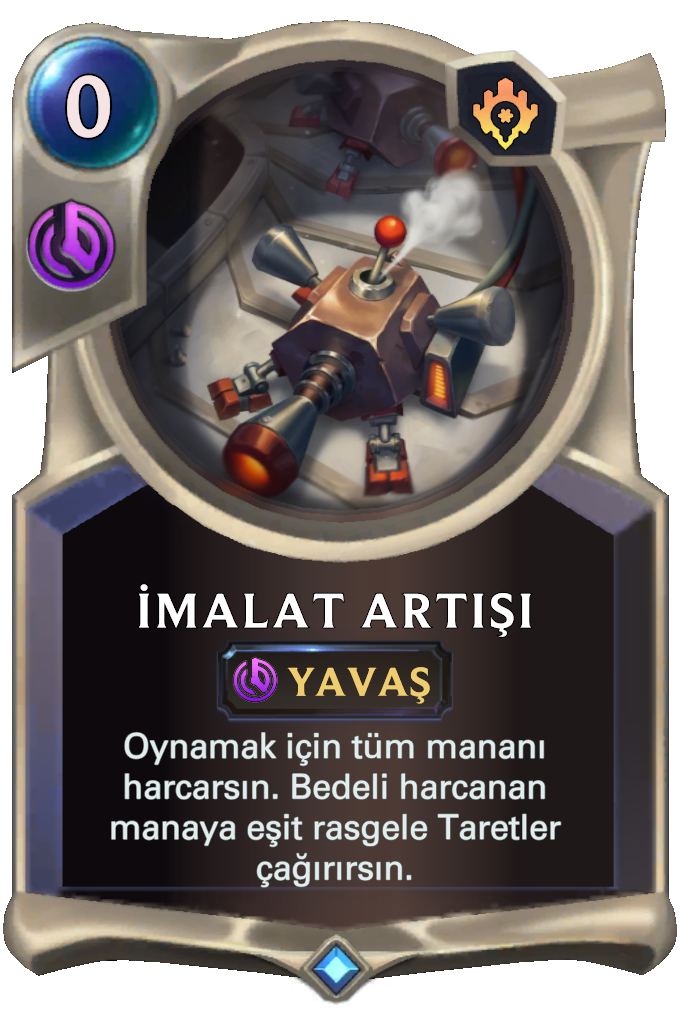 0
İMALAT ARTIŞI
YAVAŞ
Oynamak için tüm mananı
harcarsın. Bedeli harcanan
manaya eşit rasgele Taretler
çağırırsın.